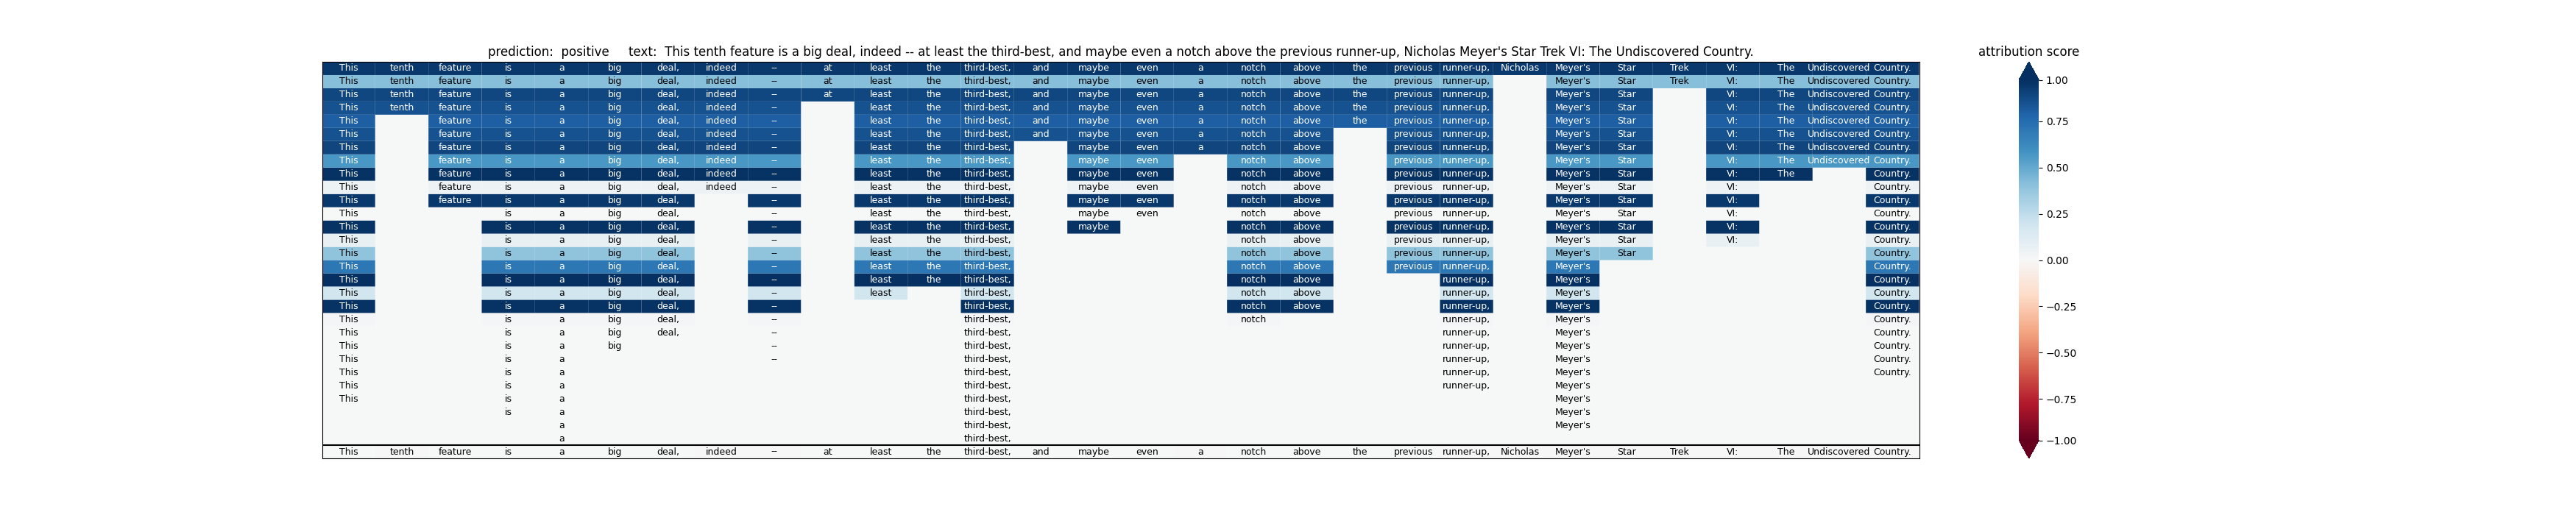 prediction: positive text: This tenth feature is a big deal, indeed -- at least the third-best, and maybe even a notch above the previous runner-up, Nicholas Meyer's Star Trek VI: The Undiscovered Country.
This tenth feature is a big deal, indeed -- at least the third-best, and maybe even a notch above the previous runner-up, Nicholas Meyer's Star Trek VI: The Undiscovered Country.
This tenth feature is a big deal, indeed -- at least the third-best, and maybe even a notch above the previous runner-up, Meyer's Star Trek VI: The Undiscovered Country.
This tenth feature is a big deal, indeed -- at least the third-best, and maybe even a notch above the previous runner-up, Meyer's Star VI: The Undiscovered Country.
This tenth feature is a big deal, indeed -- least the third-best, and maybe even a notch above the previous runner-up, Meyer's Star VI: The Undiscovered Country.
This feature is a big deal, indeed -- least the third-best, and maybe even a notch above the previous runner-up, Meyer's Star VI: The Undiscovered Country.
This feature is a big deal, indeed -- least the third-best, and maybe even a notch above previous runner-up, Meyer's Star VI: The Undiscovered Country.
This feature is a big deal, indeed -- least the third-best, maybe even a notch above previous runner-up, Meyer's Star VI: The Undiscovered Country.
This feature is a big deal, indeed -- least the third-best, maybe even notch above previous runner-up, Meyer's Star VI: The Undiscovered Country.
This feature is a big deal, indeed -- least the third-best, maybe even notch above previous runner-up, Meyer's Star VI: The Country.
This feature is a big deal, indeed -- least the third-best, maybe even notch above previous runner-up, Meyer's Star VI: Country.
This feature is a big deal, -- least the third-best, maybe even notch above previous runner-up, Meyer's Star VI: Country.
This is a big deal, -- least the third-best, maybe even notch above previous runner-up, Meyer's Star VI: Country.
This is a big deal, -- least the third-best, maybe notch above previous runner-up, Meyer's Star VI: Country.
This is a big deal, -- least the third-best, notch above previous runner-up, Meyer's Star VI: Country.
This is a big deal, -- least the third-best, notch above previous runner-up, Meyer's Star Country.
This is a big deal, -- least the third-best, notch above previous runner-up, Meyer's Country.
This is a big deal, -- least the third-best, notch above runner-up, Meyer's Country.
This is a big deal, -- least third-best, notch above runner-up, Meyer's Country.
This is a big deal, -- third-best, notch above runner-up, Meyer's Country.
This is a big deal, -- third-best, notch runner-up, Meyer's Country.
This is a big deal, -- third-best, runner-up, Meyer's Country.
This is a big -- third-best, runner-up, Meyer's Country.
This is a -- third-best, runner-up, Meyer's Country.
This is a third-best, runner-up, Meyer's Country.
This is a third-best, runner-up, Meyer's
This is a third-best, Meyer's
is a third-best, Meyer's
a third-best, Meyer's
a third-best,
This tenth feature is a big deal, indeed -- at least the third-best, and maybe even a notch above the previous runner-up, Nicholas Meyer's Star Trek VI: The Undiscovered Country.
attribution score
1.00
0.75
0.50
0.25
0.00
−0.25
−0.50
−0.75
−1.00